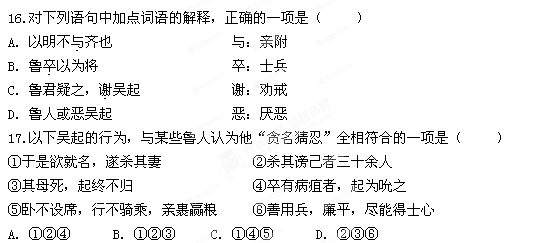 16.对下列语句中加点词语的解释，正确的一项是（　　）
A. 以明不与齐也　　与：亲附
B. 鲁卒以为将　　卒：士兵
C. 鲁君疑之，谢吴起　　谢：劝戒
D. 鲁人或恶吴起　　恶：厌恶
17.以下吴起的行为，与某些鲁人认为他“贪名猜忍”全相符合的一项是（　　）
①于是欲就名，遂杀其妻　　②杀其谤己者三十余人
③其母死，起终不归　　④卒有病疽者，起为吮之
⑤卧不设席，行不骑乘，亲裹赢粮　　⑥善用兵，廉平，尽能得士心
A. ①②④　　B. ①②③　　C. ①④⑤　　D. ②③⑥